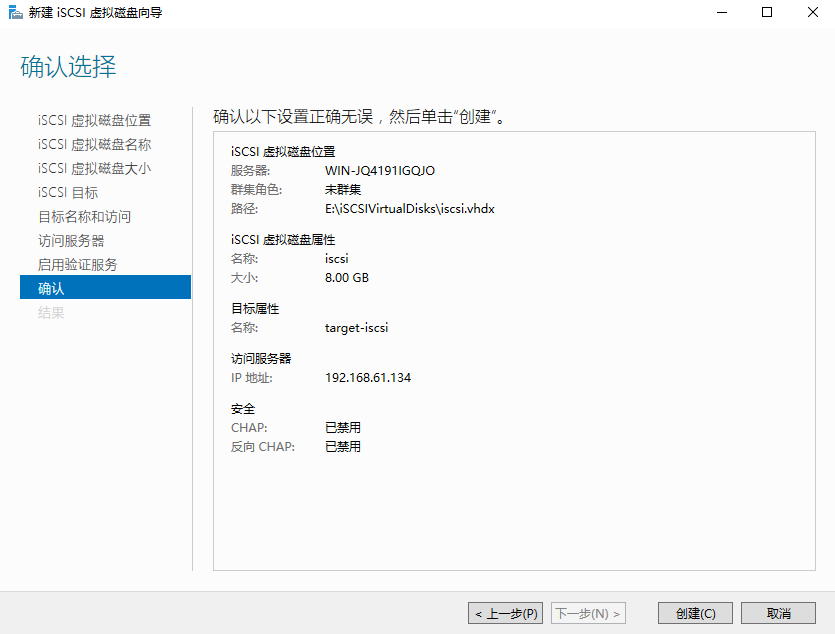 新建 iSCSI 虚拟磁盘向导
确认选择
iSCSI 虚拟磁盘位置
iSCSI 虚拟磁盘名称
iSCSI 虚拟磁盘大小
iSCSI 目标
目标名称和访问
访问服务器
启用验证服务
确认
结果
确认以下设置正确无误，然后单击“创建”。
iSCSI 虚拟磁盘位置
服务器: WIN-JQ4191IGQJO
群集角色: 未群集
路径: E:\iSCSIVirtualDisks\iscsi.vhdx
iSCSI 虚拟磁盘属性
名称: iscsi
大小: 8.00 GB
目标属性
名称: target-iscsi
访问服务器
IP 地址: 192.168.61.134
安全
CHAP: 已禁用
反向 CHAP: 已禁用
< 上一步(P) 下一步(N) > 创建(C) 取消